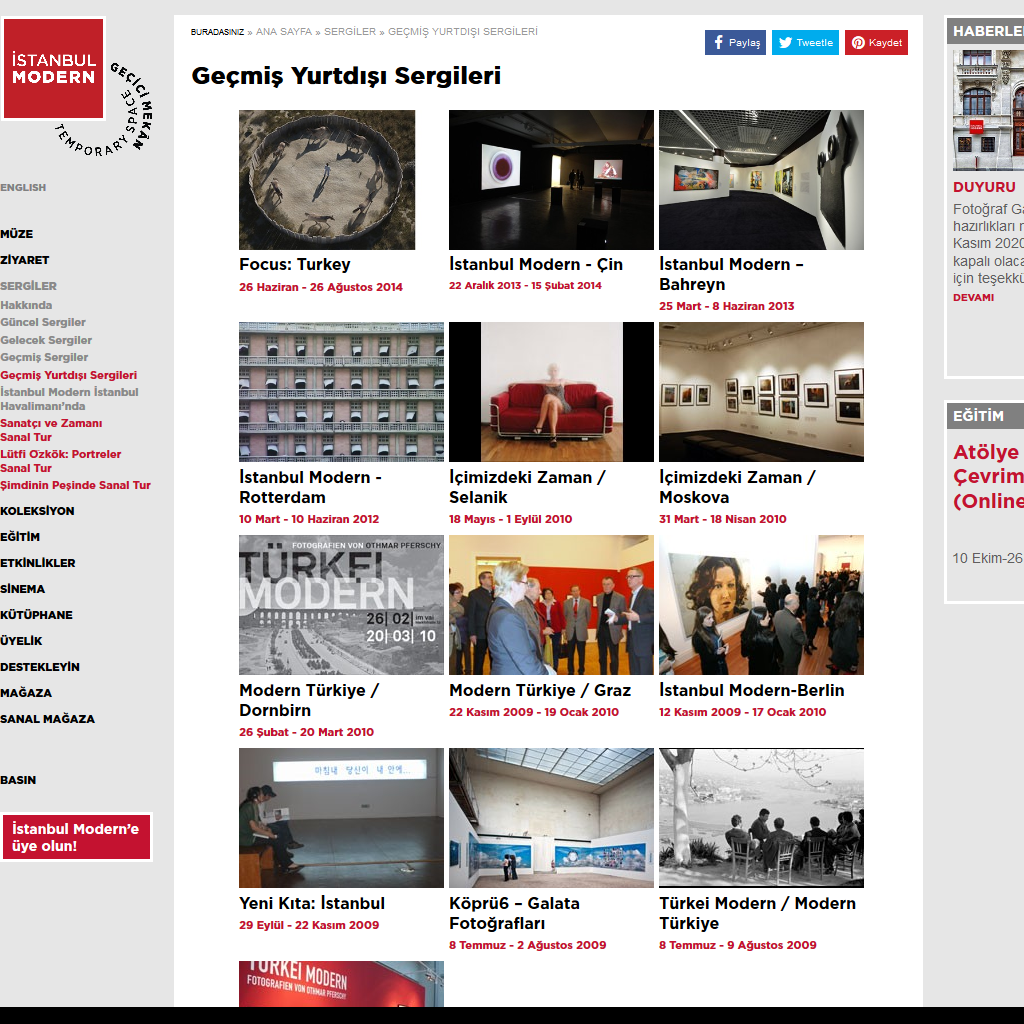 İSTANBUL
MODERN
GEÇİCİ MEKÂN
TEMPORARY SPACE
ENGLISH
MÜZE
ZİYARET
SERGİLER
Hakkında
Güncel Sergiler
Gelecek Sergiler
Geçmiş Sergiler
Geçmiş Yurtdışı Sergileri
İstanbul Modern İstanbul
Havalimanı'nda
Sanatçı ve Zamanı
Sanal Tur
Lütfi Özkök: Portreler
Sanal Tur
Şimdinin Peşinde Sanal Tur
KOLEKSİYON
EĞİTİM
ETKİNLİKLER
SİNEMA
KÜTÜPHANE
ÜYELİK
DESTEKLEYİN
MAĞAZA
SANAL MAĞAZA
BASIN
İstanbul Modern'e
üye olun!
BURADASINIZ » ANA SAYFA » SERGİLER » GEÇMİŞ YURTDIŞI SERGİLERİ
Paylaş Tweetle Kaydet
Geçmiş Yurtdışı Sergileri
Focus: Turkey
26 Haziran - 26 Ağustos 2014
İstanbul Modern - Çin
22 Aralık 2013 - 15 Şubat 2014
İstanbul Modern –
Bahreyn
25 Mart - 8 Haziran 2013
İstanbul Modern -
Rotterdam
10 Mart - 10 Haziran 2012
İçimizdeki Zaman /
Selanik
18 Mayıs - 1 Eylül 2010
İçimizdeki Zaman /
Moskova
31 Mart - 18 Nisan 2010
FOTOGRAFIEN VON OTHMAR PFERSCHY
TÜRKEI
MODERN
26| 02| im vai
20| 03| 10
Modern Türkiye /
Dornbirn
26 Şubat - 20 Mart 2010
Modern Türkiye / Graz
22 Kasım 2009 - 19 Ocak 2010
İstanbul Modern-Berlin
12 Kasım 2009 - 17 Ocak 2010
마침내 당신이 내 안에...
Yeni Kıta: İstanbul
29 Eylül - 22 Kasım 2009
Köprü6 – Galata
Fotoğrafları
8 Temmuz - 2 Ağustos 2009
Türkei Modern / Modern
Türkiye
8 Temmuz - 9 Ağustos 2009
TÜRKEI MODERN
FOTOGRAFIEN VON OTHMAR PFERSCHY
HABERLE
DUYURU
Fotoğraf Ga
hazırlıkları n
Kasım 2020
kapalı olaca
için teşekkü
DEVAMI
EĞİTİM
Atölye
Çevrim
(Online
10 Ekim-26